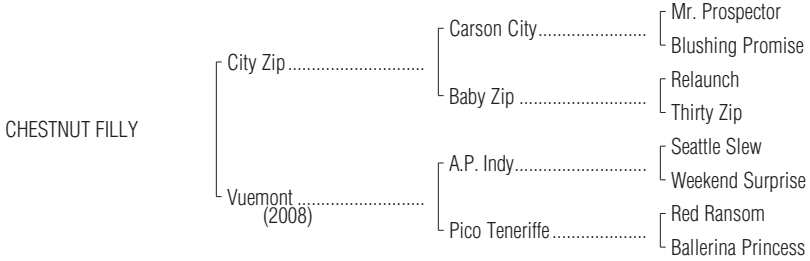 Mr. Prospector
Carson City......................
Blushing Promise
City Zip...........................
Relaunch
Baby Zip .........................
Thirty Zip
CHESTNUT FILLY
Seattle Slew
A.P. Indy..........................
Weekend Surprise
Vuemont .........................
(2008)
Red Ransom
Pico Teneriffe...................
Ballerina Princess